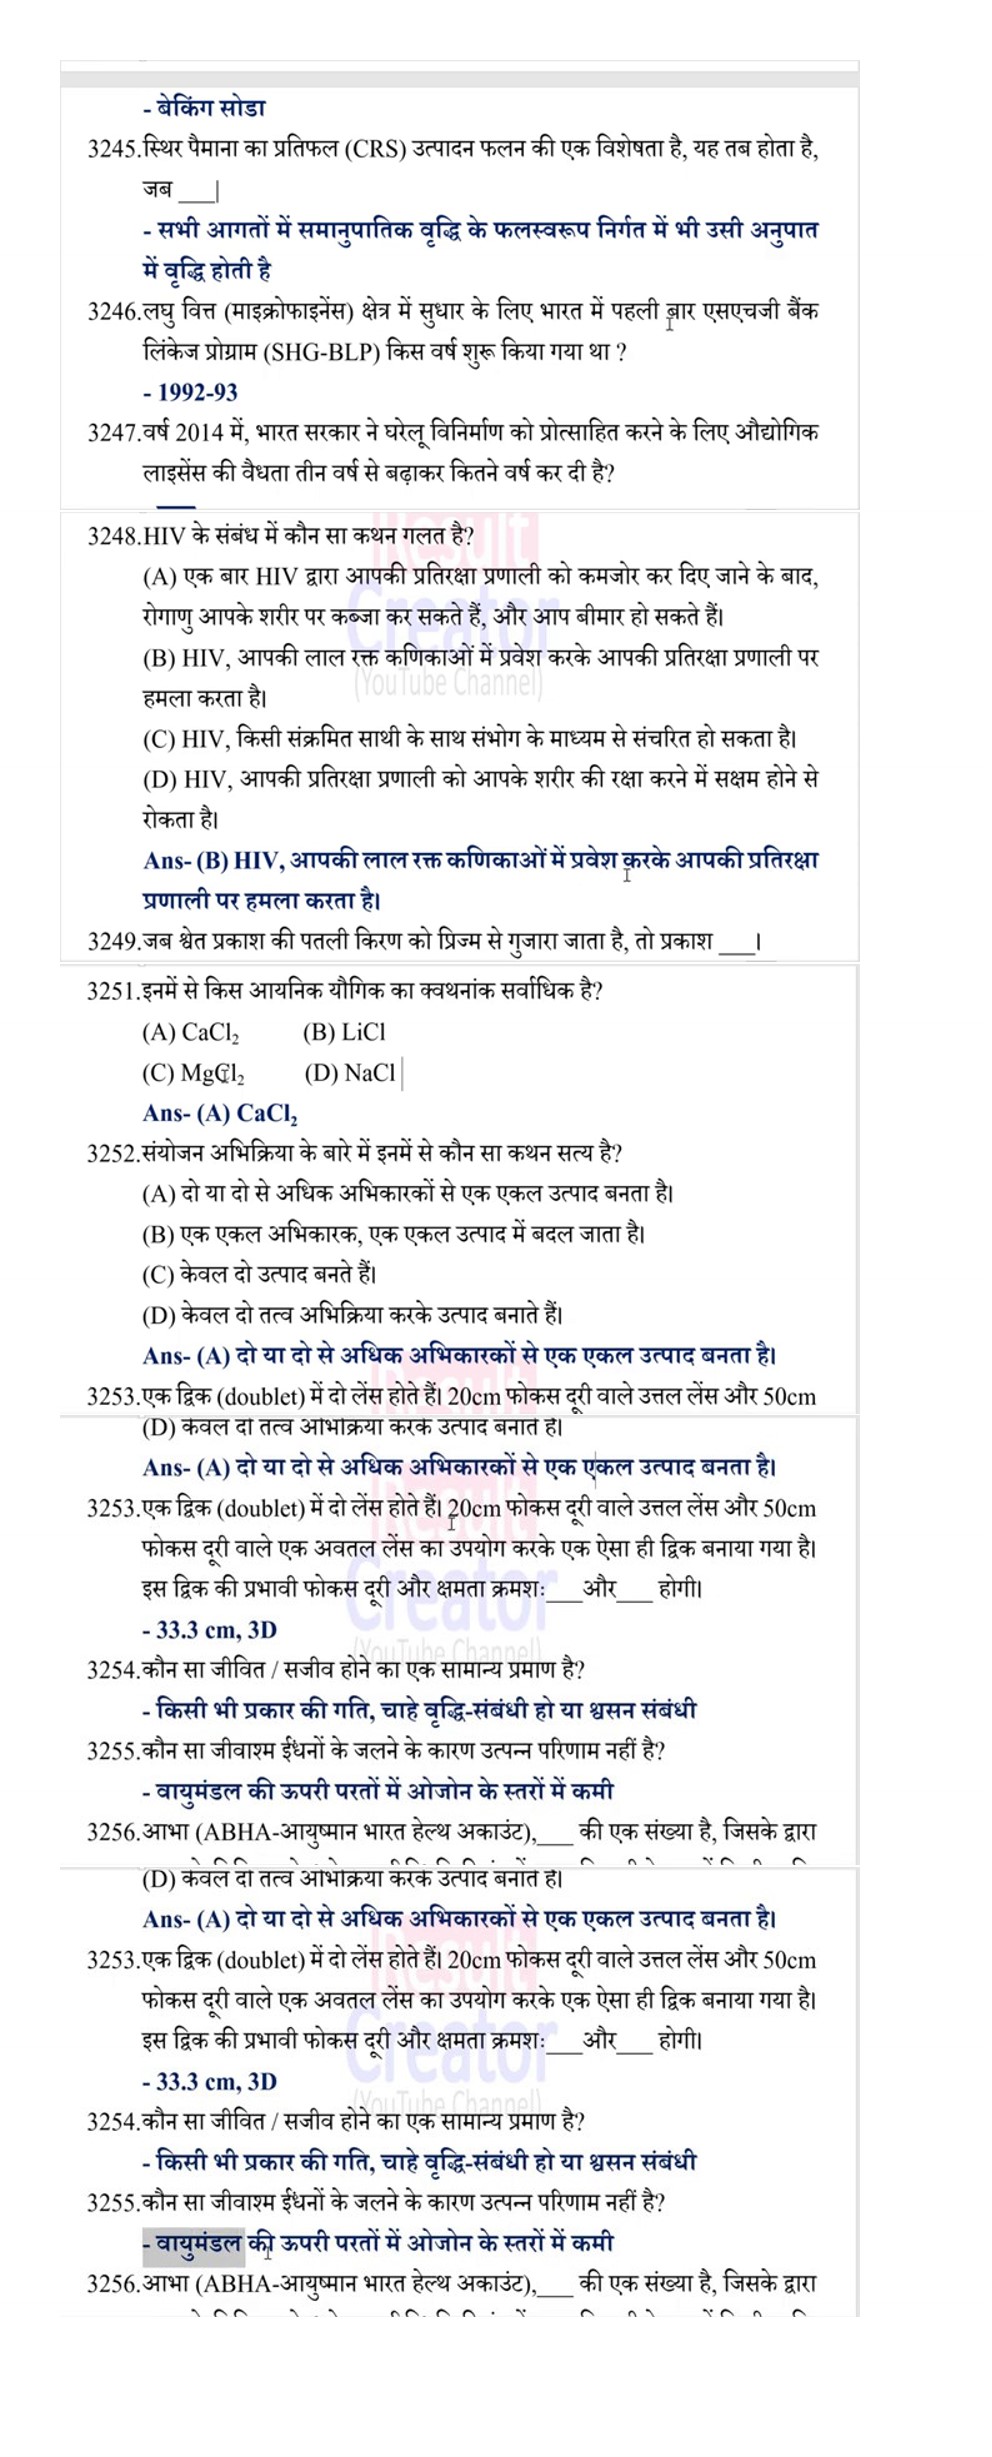 - बेकिंग सोडा
3245.स्थिर पैमाना का प्रतिफल (CRS) उत्पादन फलन की एक विशेषता है, यह तब होता है,
जब ___|
- सभी आगतों में समानुपातिक वृद्धि के फलस्वरूप निर्गत में भी उसी अनुपात
में वृद्धि होती है
3246.लघु वित्त (माइक्रोफाइनेंस) क्षेत्र में सुधार के लिए भारत में पहली बार एसएचजी बैंक
लिंकेज प्रोग्राम (SHG-BLP) किस वर्ष शुरू किया गया था ?
- 1992-93
3247.वर्ष 2014 में, भारत सरकार ने घरेलू विनिर्माण को प्रोत्साहित करने के लिए औद्योगिक
लाइसेंस की वैधता तीन वर्ष से बढ़ाकर कितने वर्ष कर दी है?
Result
3248.HIV के संबंध में कौन सा कथन गलत है?
(A) एक बार HIV द्वारा आपकी प्रतिरक्षा प्रणाली को कमजोर कर दिए जाने के बाद,
Creator
रोगाणु आपके शरीर पर कब्जा कर सकते हैं, और आप बीमार हो सकते हैं।
(B) HIV, आपकी लाल रक्त कणिकाओं में प्रवेश करके आपकी प्रतिरक्षा प्रणाली पर
(YouTube Channel)
हमला करता है।
(C) HIV, किसी संक्रमित साथी के साथ संभोग के माध्यम से संचरित हो सकता है।
(D) HIV, आपकी प्रतिरक्षा प्रणाली को आपके शरीर की रक्षा करने में सक्षम होने से
रोकता है।
Ans- (B) HIV, आपकी लाल रक्त कणिकाओं में प्रवेश करके आपकी प्रतिरक्षा
प्रणाली पर हमला करता है।
3249.जब श्वेत प्रकाश की पतली किरण को प्रिज्म से गुजारा जाता है, तो प्रकाश ___।
3251.इनमें से किस आयनिक यौगिक का क्वथनांक सर्वाधिक है?
(A) CaCl₂ (B) LiCl
(C) MgCl₂ (D) NaCl
Ans- (A) CaCl₂
3252.संयोजन अभिक्रिया के बारे में इनमें से कौन सा कथन सत्य है?
(A) दो या दो से अधिक अभिकारकों से एक एकल उत्पाद बनता है।
(B) एक एकल अभिकारक, एक एकल उत्पाद में बदल जाता है।
(C) केवल दो उत्पाद बनते हैं।
(D) केवल दो तत्व अभिक्रिया करके उत्पाद बनाते हैं।
Ans- (A) दो या दो से अधिक अभिकारकों से एक एकल उत्पाद बनता है।
3253.एक द्विक (doublet) में दो लेंस होते हैं। 20cm फोकस दूरी वाले उत्तल लेंस और 50cm
(D) केवल दो तत्व अभिक्रिया करके उत्पाद बनाते हैं।
Ans- (A) दो या दो से अधिक अभिकारकों से एक एकल उत्पाद बनता है।
3253.एक द्विक (doublet) में दो लेंस होते हैं। 20cm फोकस दूरी वाले उत्तल लेंस और 50cm
फोकस दूरी वाले एक अवतल लेंस का उपयोग करके एक ऐसा ही द्विक बनाया गया है।
Creator
इस द्विक की प्रभावी फोकस दूरी और क्षमता क्रमशः ___और___ होगी।
- 33.3 cm, 3D
(YouTube Channel)
3254.कौन सा जीवित / सजीव होने का एक सामान्य प्रमाण है?
- किसी भी प्रकार की गति, चाहे वृद्धि-संबंधी हो या श्वसन संबंधी
3255.कौन सा जीवाश्म ईंधनों के जलने के कारण उत्पन्न परिणाम नहीं है?
- वायुमंडल की ऊपरी परतों में ओजोन के स्तरों में कमी
3256.आभा (ABHA-आयुष्मान भारत हेल्थ अकाउंट),___ की एक संख्या है, जिसके द्वारा
(D) केवल दो तत्व अभिक्रिया करके उत्पाद बनाते हैं।
Ans- (A) दो या दो से अधिक अभिकारकों से एक एकल उत्पाद बनता है।
3253.एक द्विक (doublet) में दो लेंस होते हैं। 20cm फोकस दूरी वाले उत्तल लेंस और 50cm
फोकस दूरी वाले एक अवतल लेंस का उपयोग करके एक ऐसा ही द्विक बनाया गया है।
Creator
इस द्विक की प्रभावी फोकस दूरी और क्षमता क्रमशः ___और___ होगी।
- 33.3 cm, 3D
(YouTube Channel)
3254.कौन सा जीवित / सजीव होने का एक सामान्य प्रमाण है?
- किसी भी प्रकार की गति, चाहे वृद्धि-संबंधी हो या श्वसन संबंधी
3255.कौन सा जीवाश्म ईंधनों के जलने के कारण उत्पन्न परिणाम नहीं है?
- वायुमंडल की ऊपरी परतों में ओजोन के स्तरों में कमी
3256.आभा (ABHA-आयुष्मान भारत हेल्थ अकाउंट),___ की एक संख्या है, जिसके द्वारा